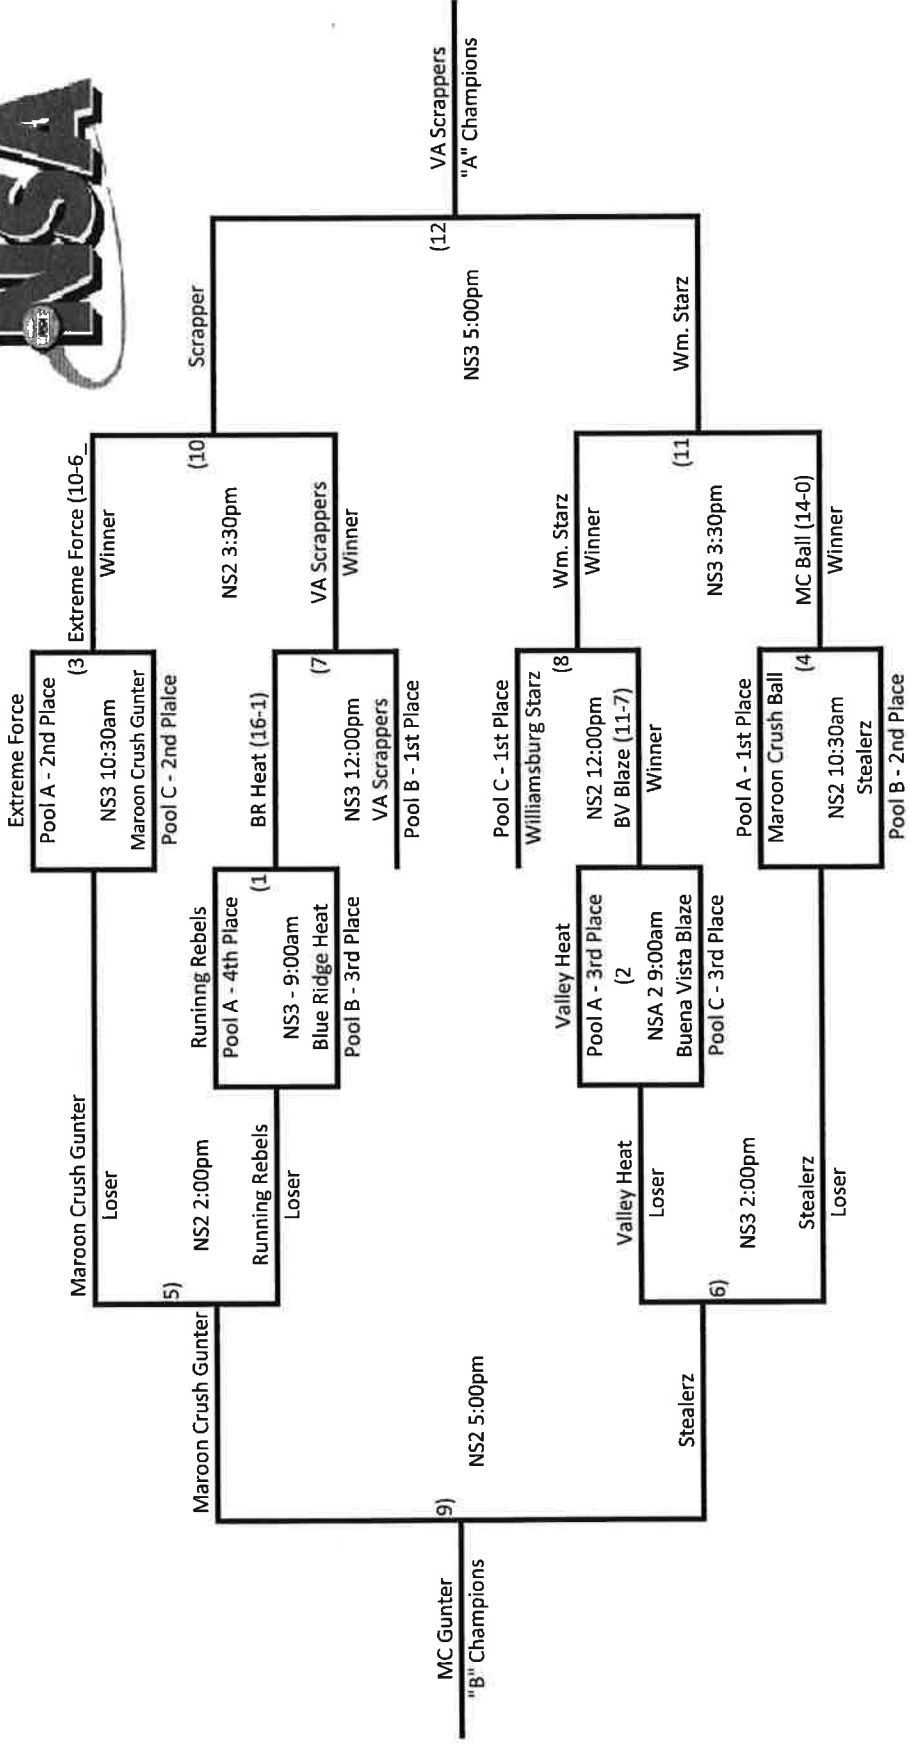 NSA
Extreme Force
Pool A - 2nd Place
(3
NS3 10:30am
Maroon Crush Gunter
Pool C - 2nd Plalce
Extreme Force (10-6_
Winner
Maroon Crush Gunter
Loser
NS2 2:00pm
5)
Running Rebels
Loser
Runinng Rebels
Pool A - 4th Place
(1
NS3 - 9:00am
Blue Ridge Heat
Pool B - 3rd Place
BR Heat (16-1)
(7
NS3 12:00pm
VA Scrappers
Pool B - 1st Place
VA Scrappers
Winner
NS2 3:30pm
(10
Scrapper
Maroon Crush Gunter
NS2 5:00pm
9)
MC Gunter
"B" Champions
Stealerz
NS3 5:00pm
(12
VA Scrappers
"A" Champions
Wm. Starz
Pool C - 1st Place
Williamsburg Starz
(8
NS2 12:00pm
BV Blaze (11-7)
Winner
Wm. Starz
Winner
(11
NS3 3:30pm
MC Ball (14-0)
Winner
Valley Heat
Pool A - 3rd Place
(2
NSA 2 9:00am
Buena Vista Blaze
Pool C - 3rd Place
Valley Heat
Loser
NS3 2:00pm
6)
Stealerz
Loser
Pool A - 1st Place
Maroon Crush Ball
(4
NS2 10:30am
Stealerz
Pool B - 2nd Place